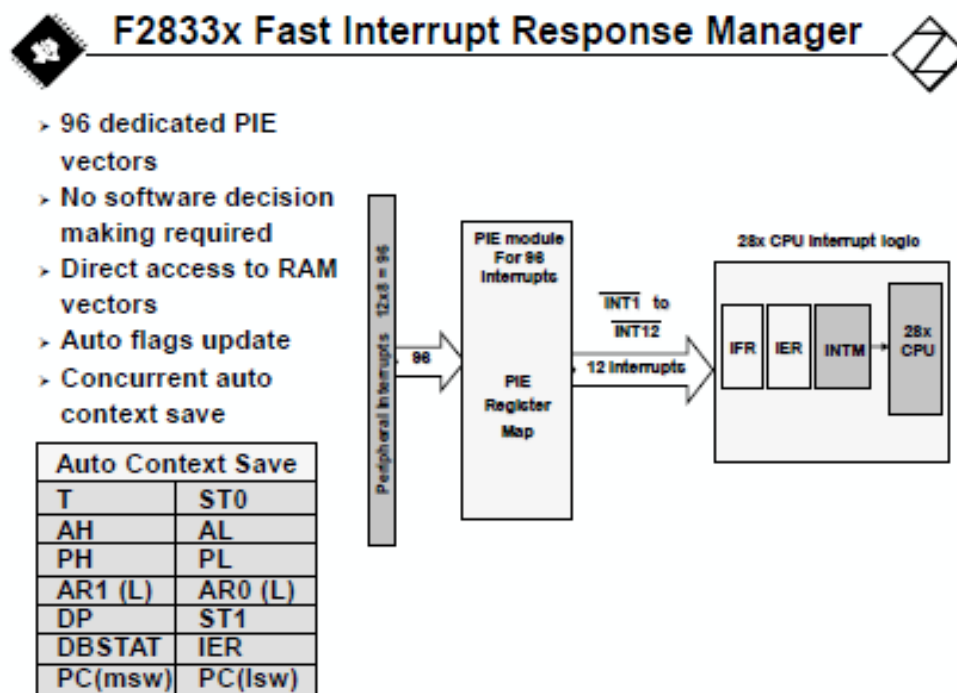 F2833x Fast Interrupt Response Manager
➢ 96 dedicated PIE
vectors
➢ No software decision
making required
➢ Direct access to RAM
vectors
➢ Auto flags update
➢ Concurrent auto
context save
Auto Context Save
T ST0
AH AL
PH PL
AR1 (L) AR0 (L)
DP ST1
DBSTAT IER
PC(msw) PC(lsw)
Peripheral Interrupts 12x8 = 96
96
PIE module
For 96
Interrupts
PIE
Register
Map
INT1 to
INT12
12 Interrupts
28x CPU Interrupt logic
IFR
IER
INTM
28x
CPU